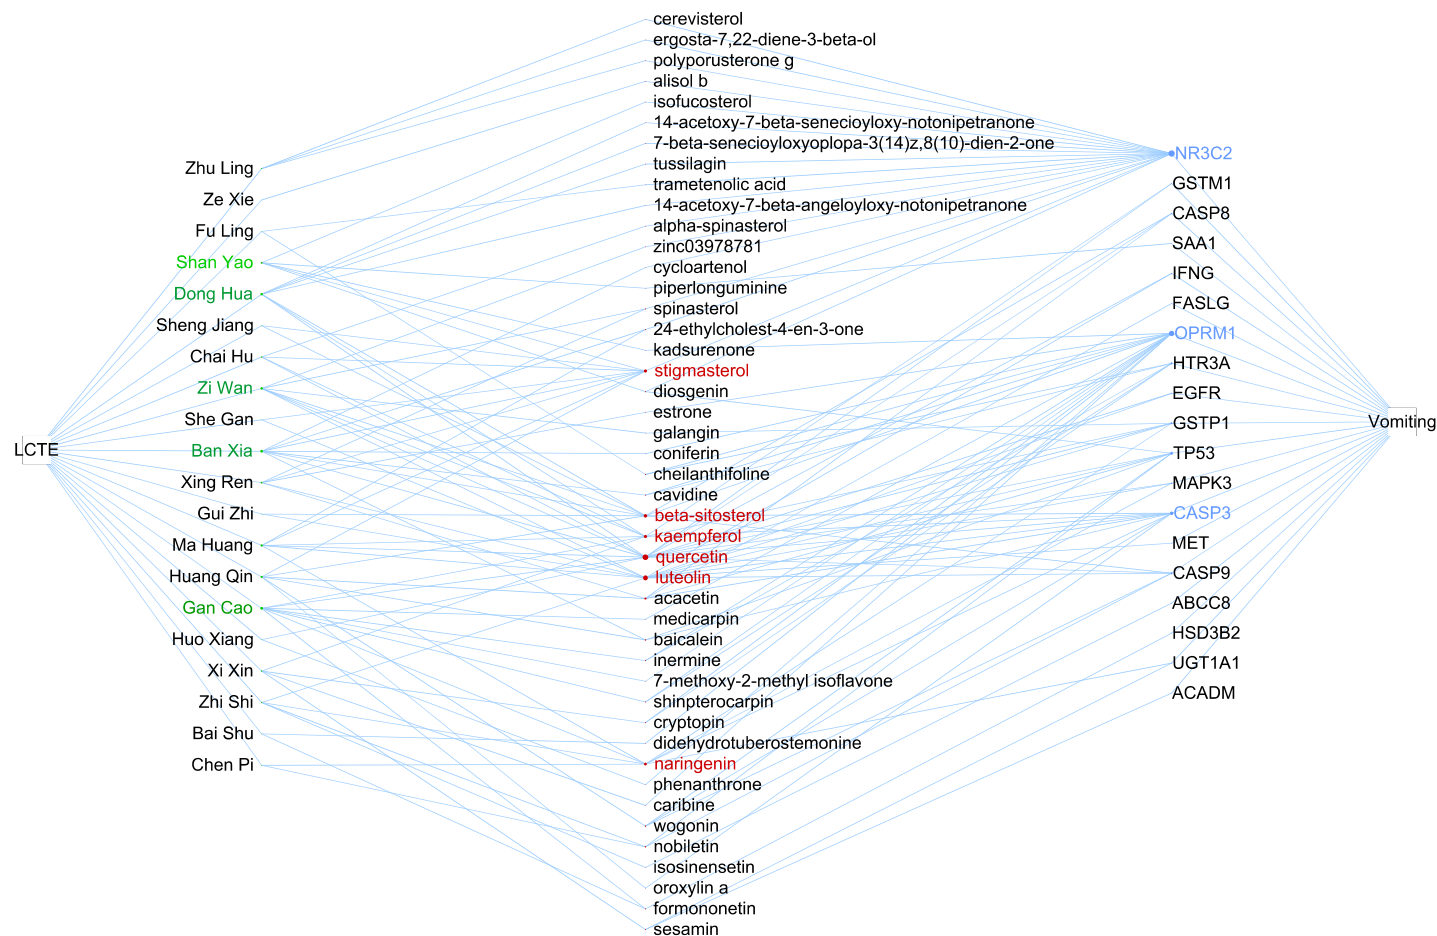 LCTE
Zhu Ling
Ze Xie
Fu Ling
Shan Yao
Dong Hua
Sheng Jiang
Chai Hu
Zi Wan
She Gan
Ban Xia
Xing Ren
Gui Zhi
Ma Huang
Huang Qin
Gan Cao
Huo Xiang
Xi Xin
Zhi Shi
Bai Shu
Chen Pi
cerevisterol
ergosta-7,22-diene-3-beta-ol
polyporusterone g
alisol b
isofucosterol
14-acetoxy-7-beta-senecioyloxy-notonipetranone
7-beta-senecioyloxyoplopa-3(14)z,8(10)-dien-2-one
tussilagin
trametenolic acid
14-acetoxy-7-beta-angeloyloxy-notonipetranone
alpha-spinasterol
zinc03978781
cycloartenol
piperlonguminine
spinasterol
24-ethylcholest-4-en-3-one
kadsurenone
stigmasterol
diosgenin
estrone
galangin
coniferin
cheilanthifoline
cavidine
beta-sitosterol
kaempferol
quercetin
luteolin
acacetin
medicarpin
baicalein
inermine
7-methoxy-2-methyl isoflavone
shinpterocarpin
cryptopin
didehydrotuberostemonine
naringenin
phenanthrone
caribine
wogonin
nobiletin
isosinensetin
oroxylin a
formononetin
sesamin
NR3C2
GSTM1
CASP8
SAA1
IFNG
FASLG
OPRM1
HTR3A
EGFR
GSTP1
TP53
MAPK3
CASP3
MET
CASP9
ABCC8
HSD3B2
UGT1A1
ACADM
Vomiting